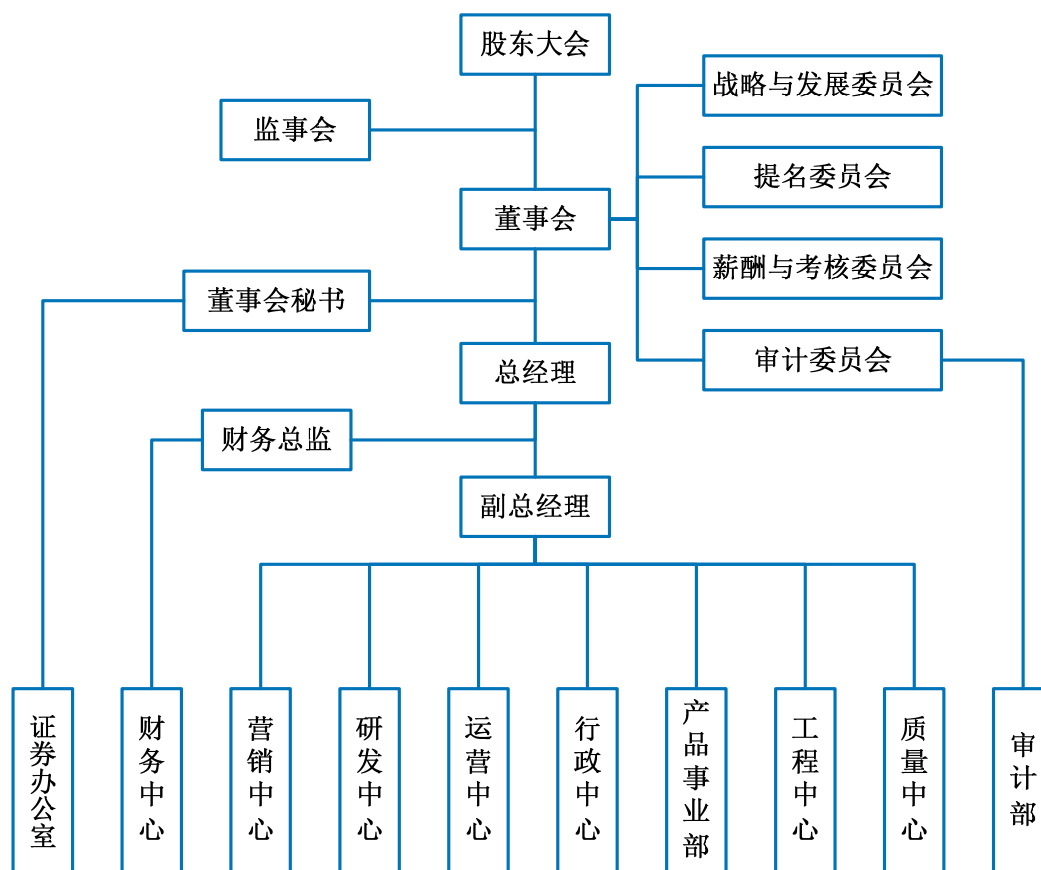 股东大会
战略与发展委员会
监事会
提名委员会
董事会
薪酬与考核委员会
董事会秘书
总经理
审计委员会
财务总监
副总经理
证券办公室
财务中心
营销中心
研发中心
运营中心
行政中心
产品事业部
工程中心
质量中心
审计部